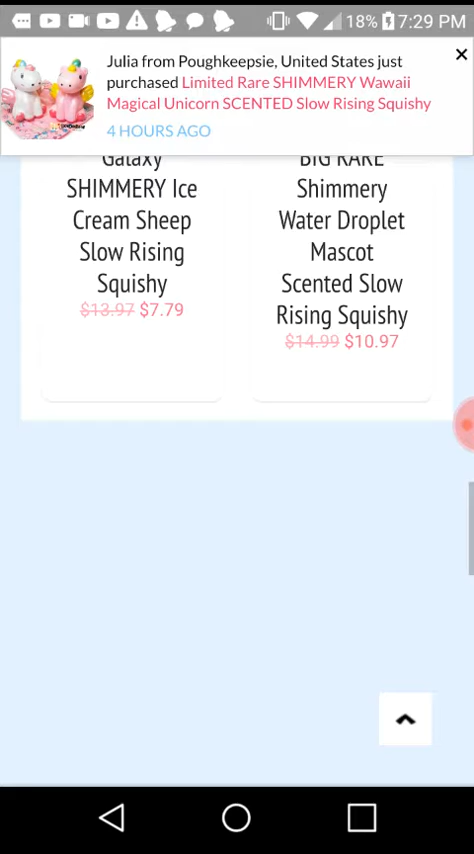 18% 7:29 PM
Julia from Poughkeepsie, United States just
purchased Limited Rare SHIMMERY Wawaii
Magical Unicorn SCENTED Slow Rising Squishy
4 HOURS AGO
Galaxy
SHIMMERY Ice
Cream Sheep
Slow Rising
Squishy
$13.97 $7.79
BIG RARE
Shimmery
Water Droplet
Mascot
Scented Slow
Rising Squishy
$14.99 $10.97